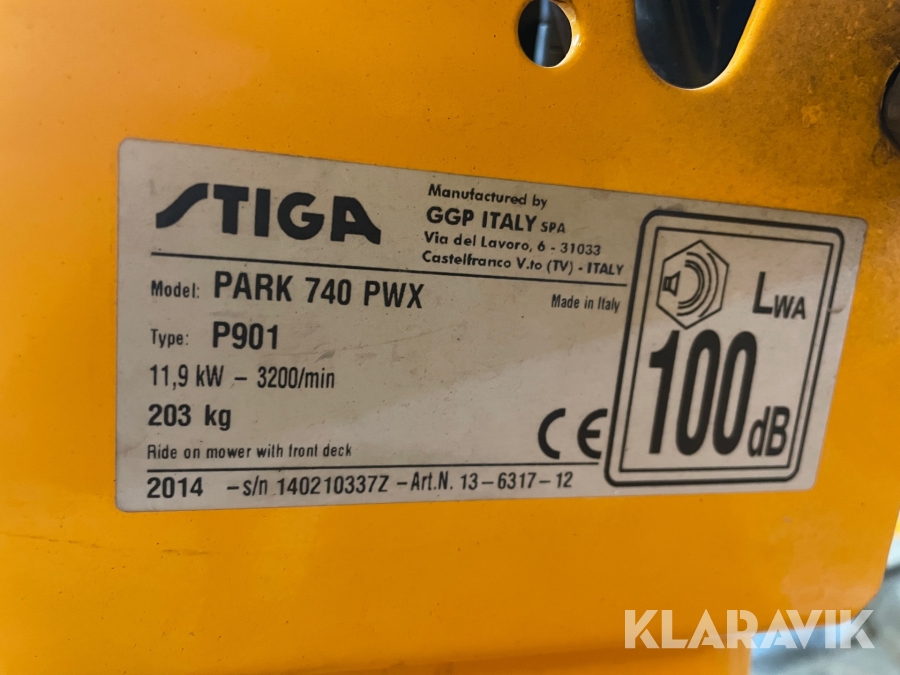 STIGA
Manufactured by
GGP ITALY SPA
Via del Lavoro, 6 - 31033
Castelfranco V.to (TV) - ITALY
Model: PARK 740 PWX
Made in Italy
Type: P901
11,9 kW - 3200/min
203 kg
CE
Ride on mower with front deck
2014 -s/n 140210337Z -Art.N. 13-6317-12
LWA
100 dB
KLARAVIK